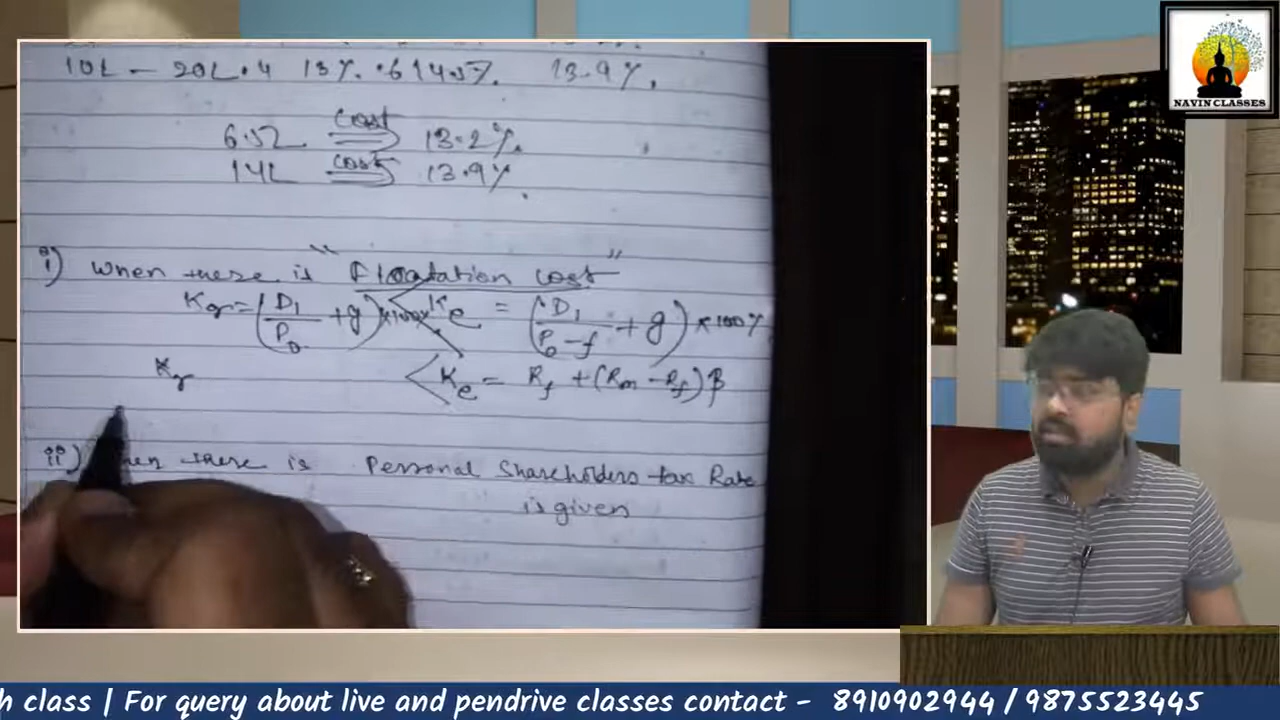 10L - 20L .4 13% .6 14.5% 13.9%.
6.5L cost 13.2%.
14L cost 13.9%.
i) When there is "Floatation cost"
Kr = (D1/P0 + g) × 100% Ke = (D1/P0-f + g) × 100%
Kr Ke = Rf + (Rm - Rf) β
ii) when there is Personal Shareholders tax Rate
is given
NAVIN CLASSES
h class | For query about live and pendrive classes contact - 8910902944 / 9875523445